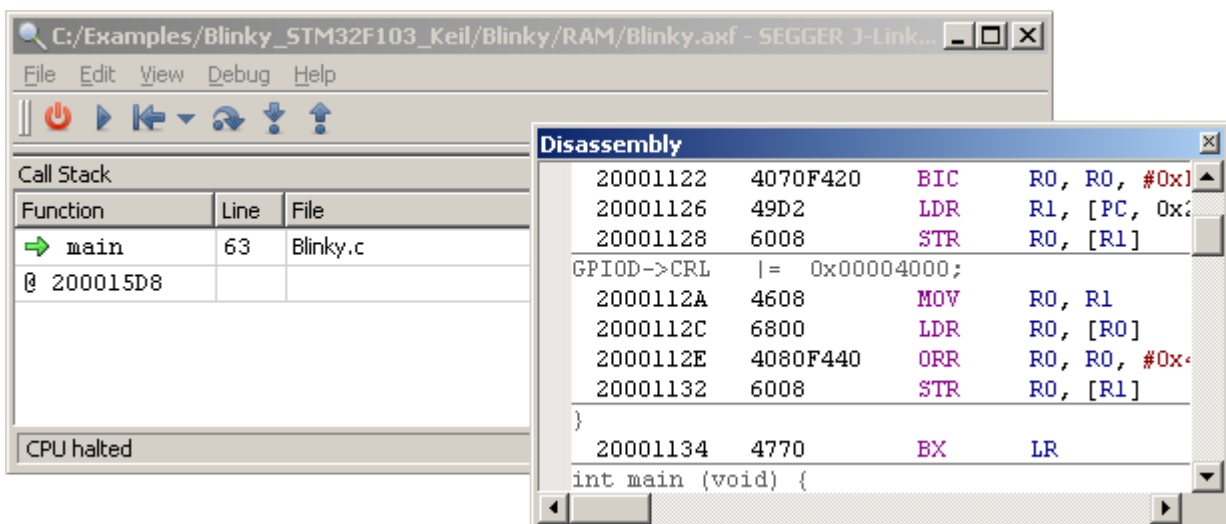 C:/Examples/Blinky_STM32F103_Keil/Blinky/RAM/Blinky.axf - SEGGER J-Link...
File Edit View Debug Help
Call Stack
Function Line File
main 63 Blinky.c
@ 200015D8
CPU halted
Disassembly
20001122 4070F420 BIC R0, R0, #0x1
20001126 49D2 LDR R1, [PC, 0x2
20001128 6008 STR R0, [R1]
GPIOD->CRL |= 0x00004000;
2000112A 4608 MOV R0, R1
2000112C 6800 LDR R0, [R0]
2000112E 4080F440 ORR R0, R0, #0x4
20001132 6008 STR R0, [R1]
}
20001134 4770 BX LR
int main (void) {